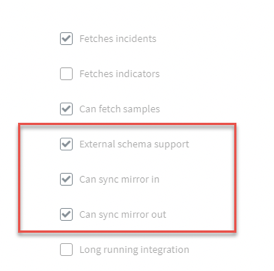 Fetches incidents
Fetches indicators
Can fetch samples
External schema support
Can sync mirror in
Can sync mirror out
Long running integration